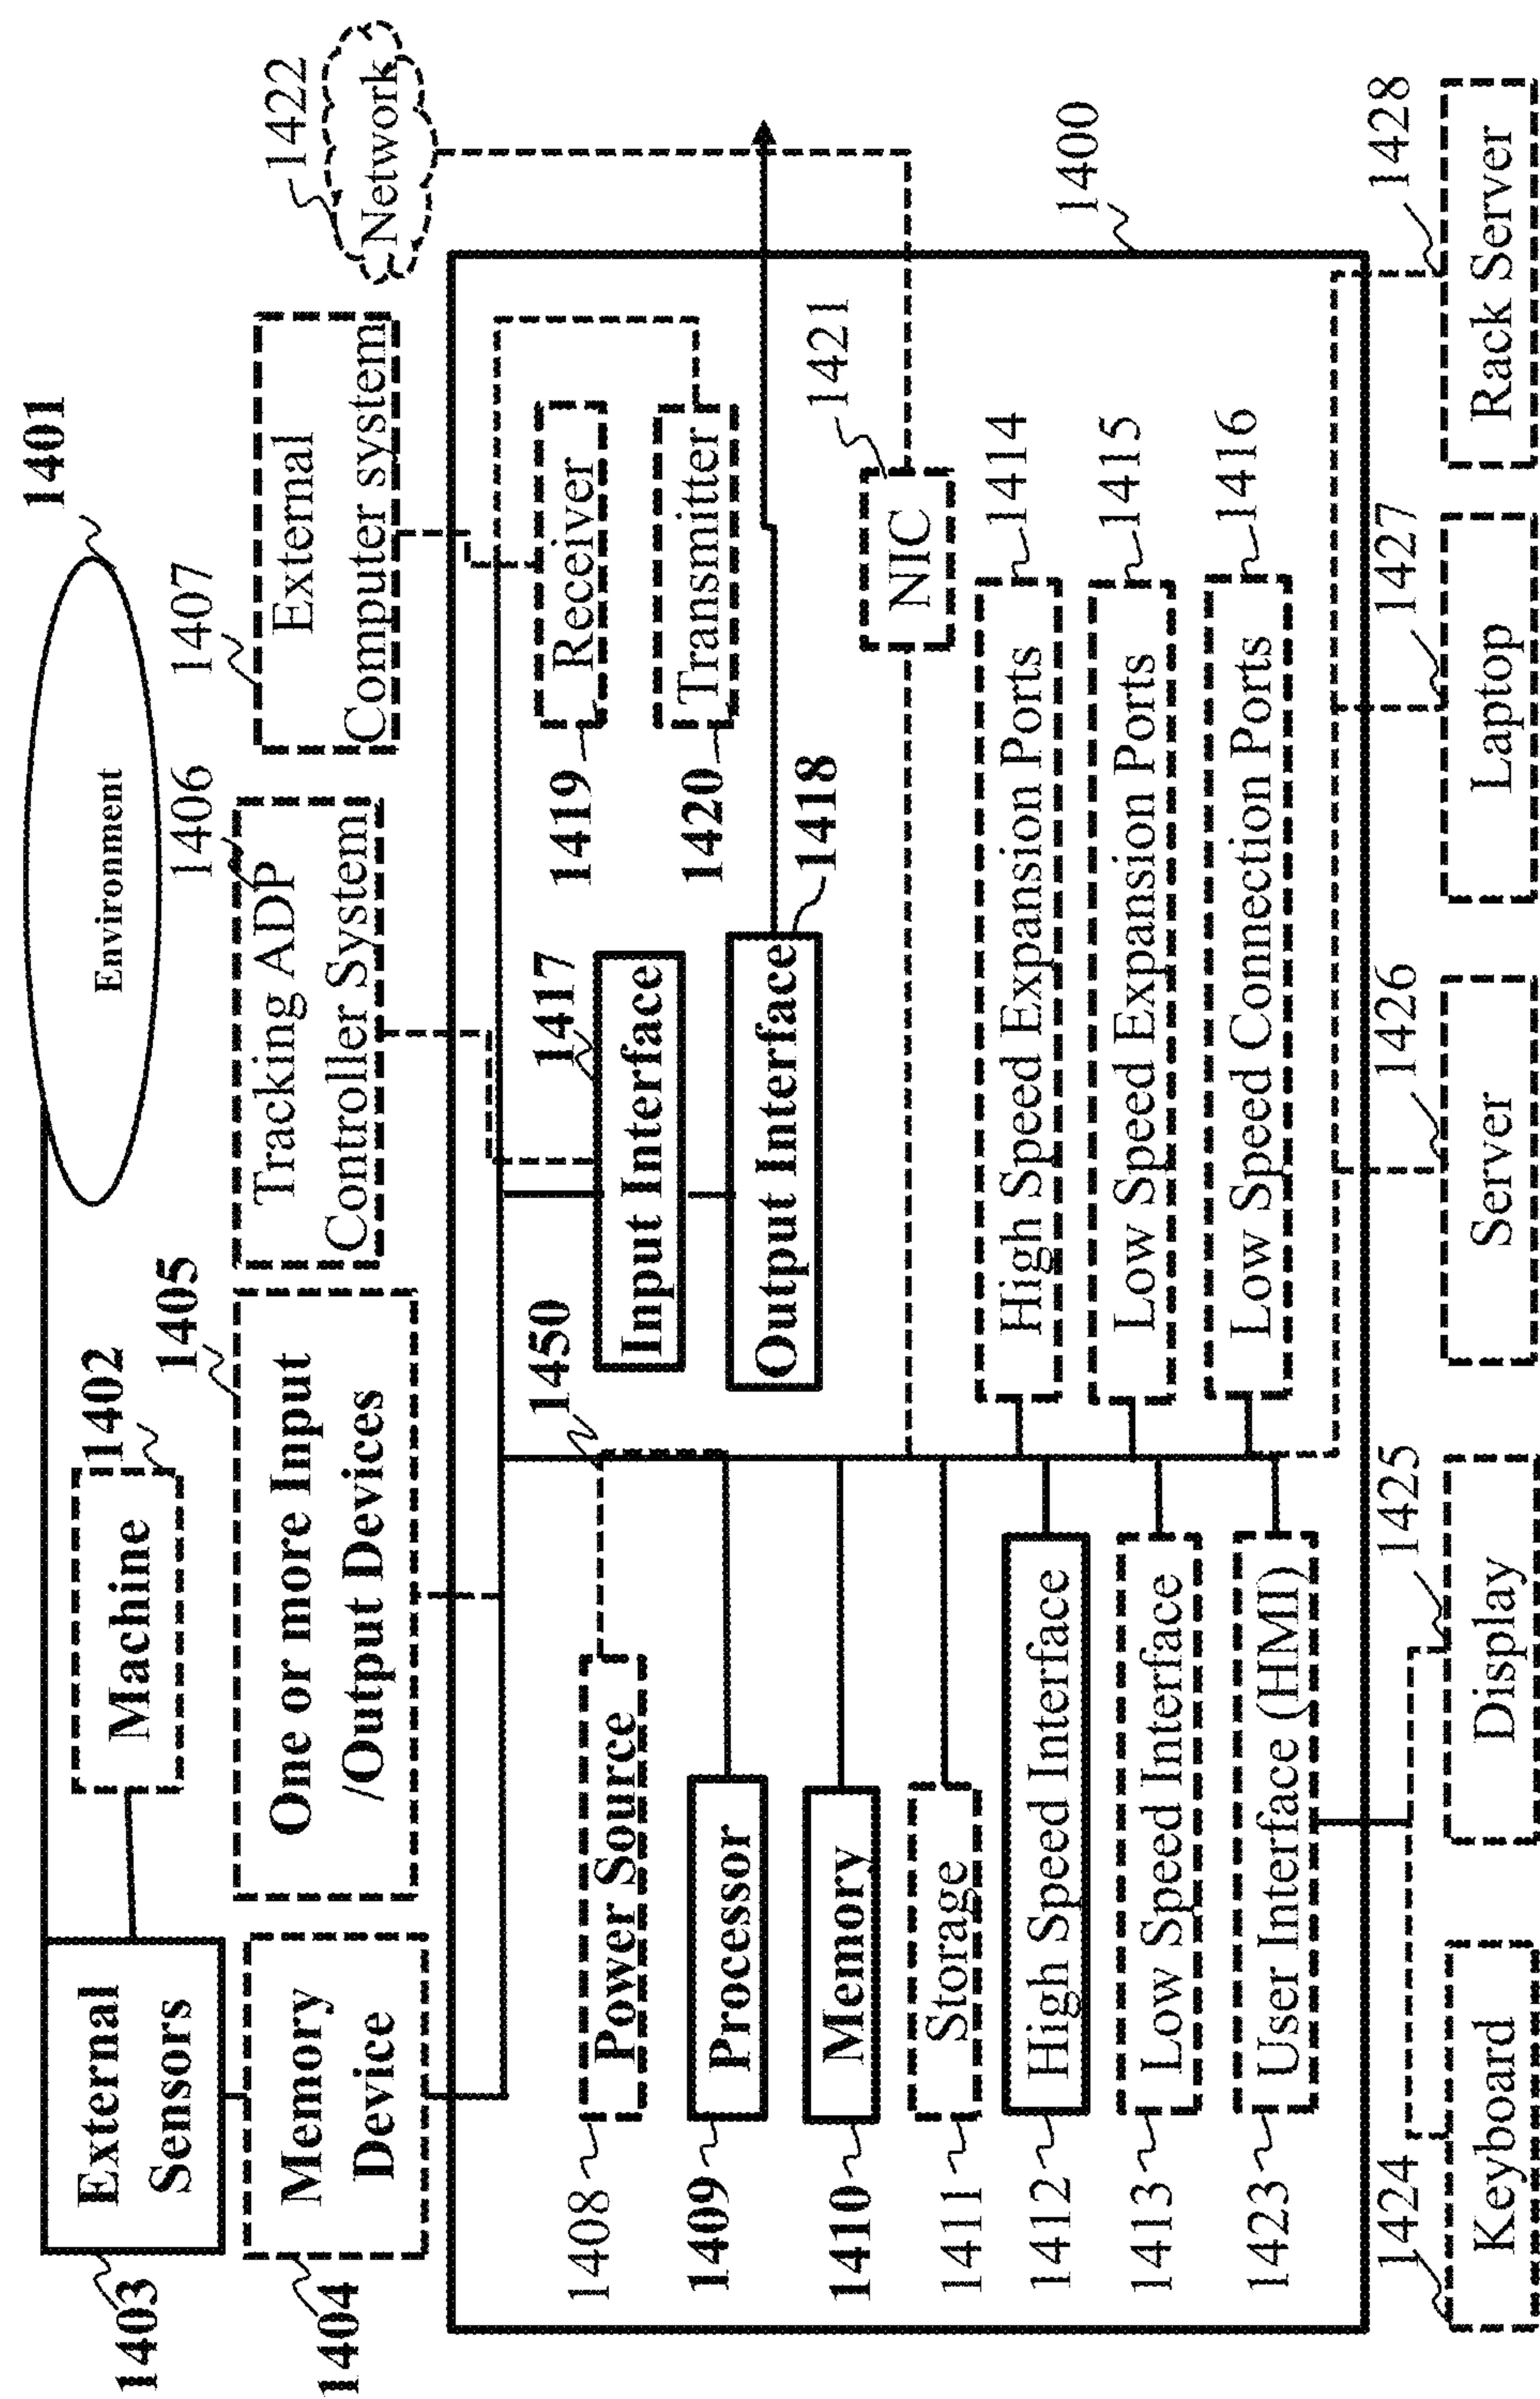 1401
Environment
1402
Machine
1403
External
Sensors
1404
Memory
Device
1405
One or more Input
/Output Devices
1406
Tracking ADP
Controller System
1407
External
Computer system
1422
Network
1400
1408
Power Source
1409
Processor
1410
Memory
1411
Storage
1412
High Speed Interface
1413
Low Speed Interface
1423
User Interface (HMI)
1450
1417
Input Interface
Output Interface
1418
1419
Receiver
1420
Transmitter
1421
NIC
High Speed Expansion Ports
1414
Low Speed Expansion Ports
1415
Low Speed Connection Ports
1416
1424
Keyboard
1425
Display
1426
Server
1427
Laptop
1428
Rack Server